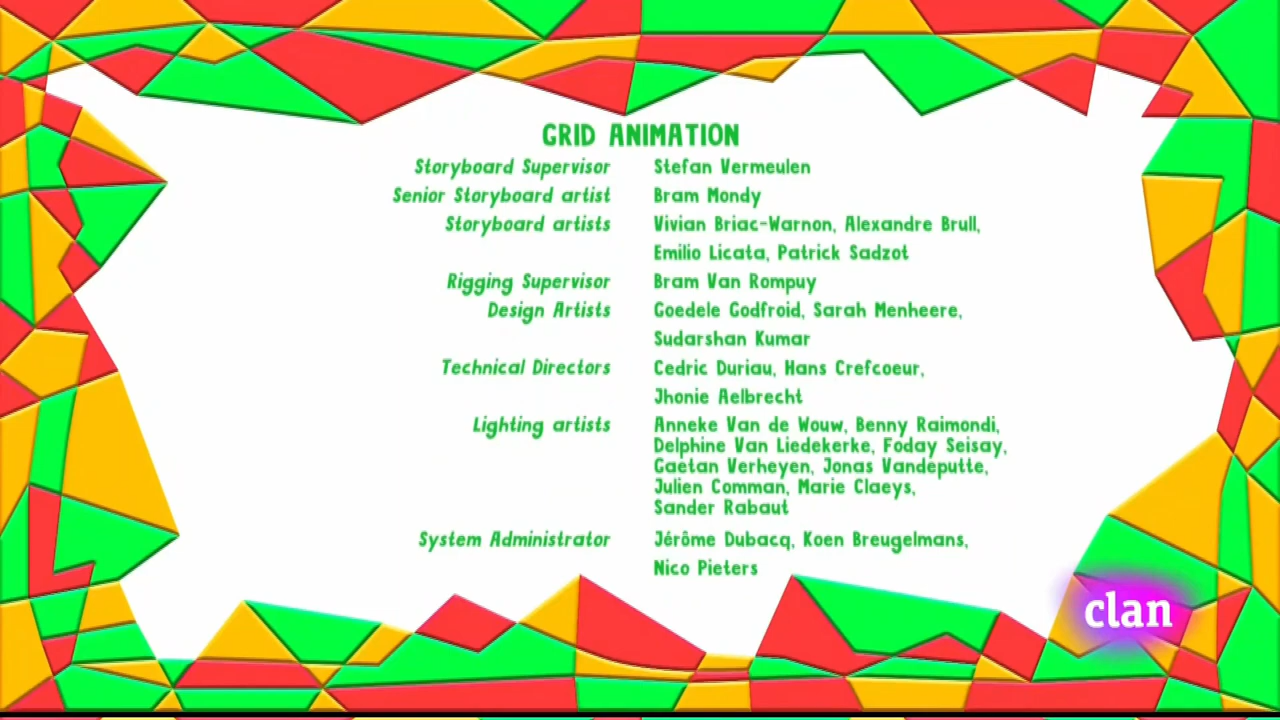 GRID ANIMATION
Storyboard Supervisor Stefan Vermeulen
Senior Storyboard artist Bram Mondy
Storyboard artists Vivian Briac-Warnon, Alexandre Brull,
Emilio Licata, Patrick Sadzot
Rigging Supervisor Bram Van Rompuy
Design Artists Goedele Godfroid, Sarah Menheere,
Sudarshan Kumar
Technical Directors Cedric Duriau, Hans Crefcoeur,
Jhonie Aelbrecht
Lighting artists Anneke Van de Wouw, Benny Raimondi,
Delphine Van Liedekerke, Foday Seisay,
Gaetan Verheyen, Jonas Vandeputte,
Julien Comman, Marie Claeys,
Sander Rabaut
System Administrator Jérôme Dubacq, Koen Breugelmans,
Nico Pieters
clan